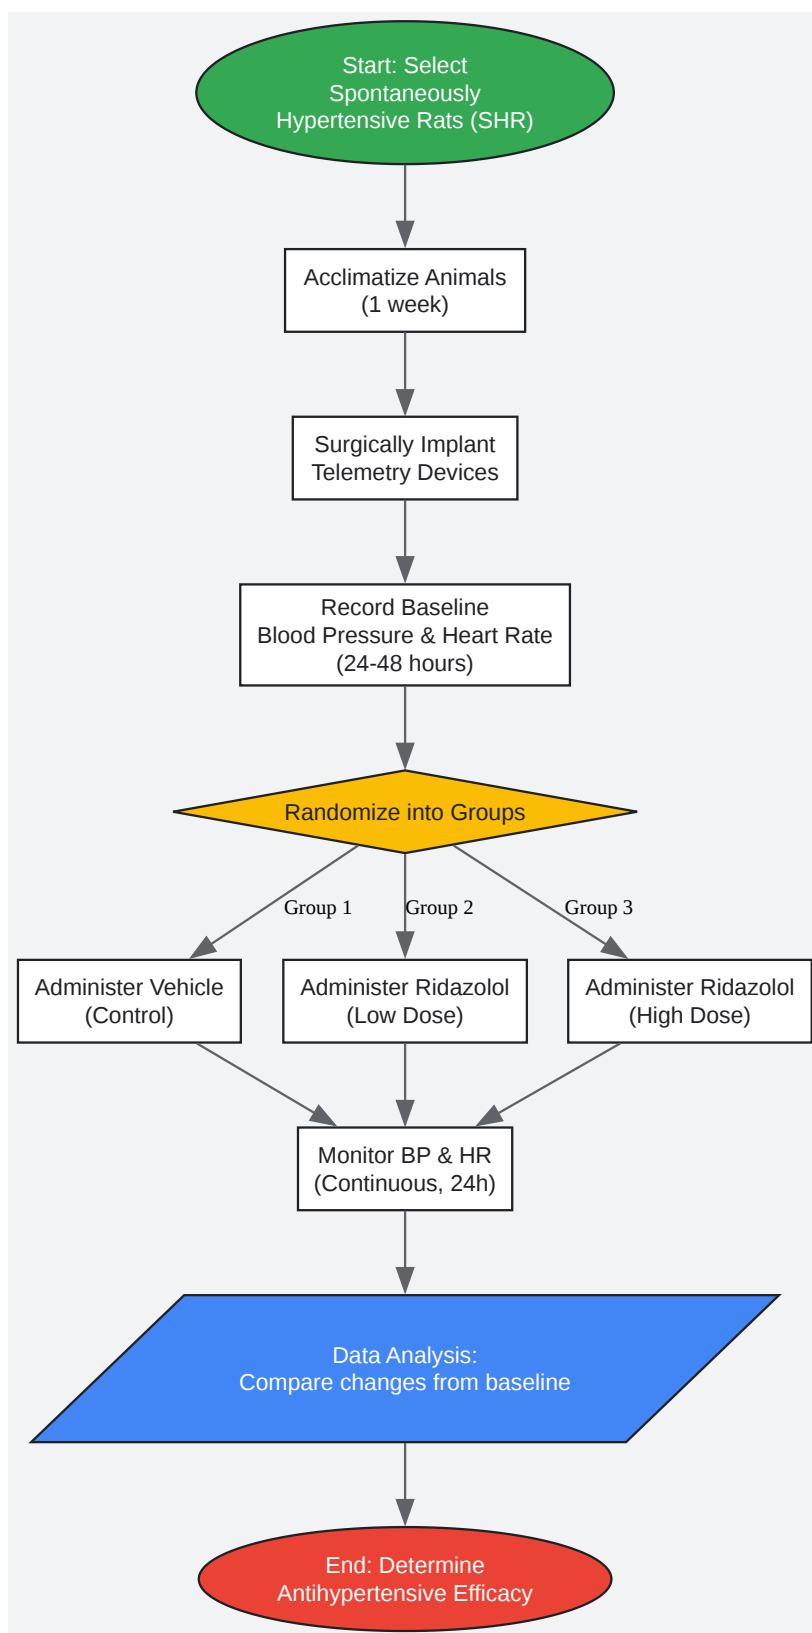 Start: Select
Spontaneously
Hypertensive Rats (SHR)
Acclimatize Animals
(1 week)
Surgically Implant
Telemetry Devices
Record Baseline
Blood Pressure & Heart Rate
(24-48 hours)
Randomize into Groups
Group 1
Group 2
Group 3
Administer Vehicle
(Control)
Administer Ridazolol
(Low Dose)
Administer Ridazolol
(High Dose)
Monitor BP & HR
(Continuous, 24h)
Data Analysis:
Compare changes from baseline
End: Determine
Antihypertensive Efficacy